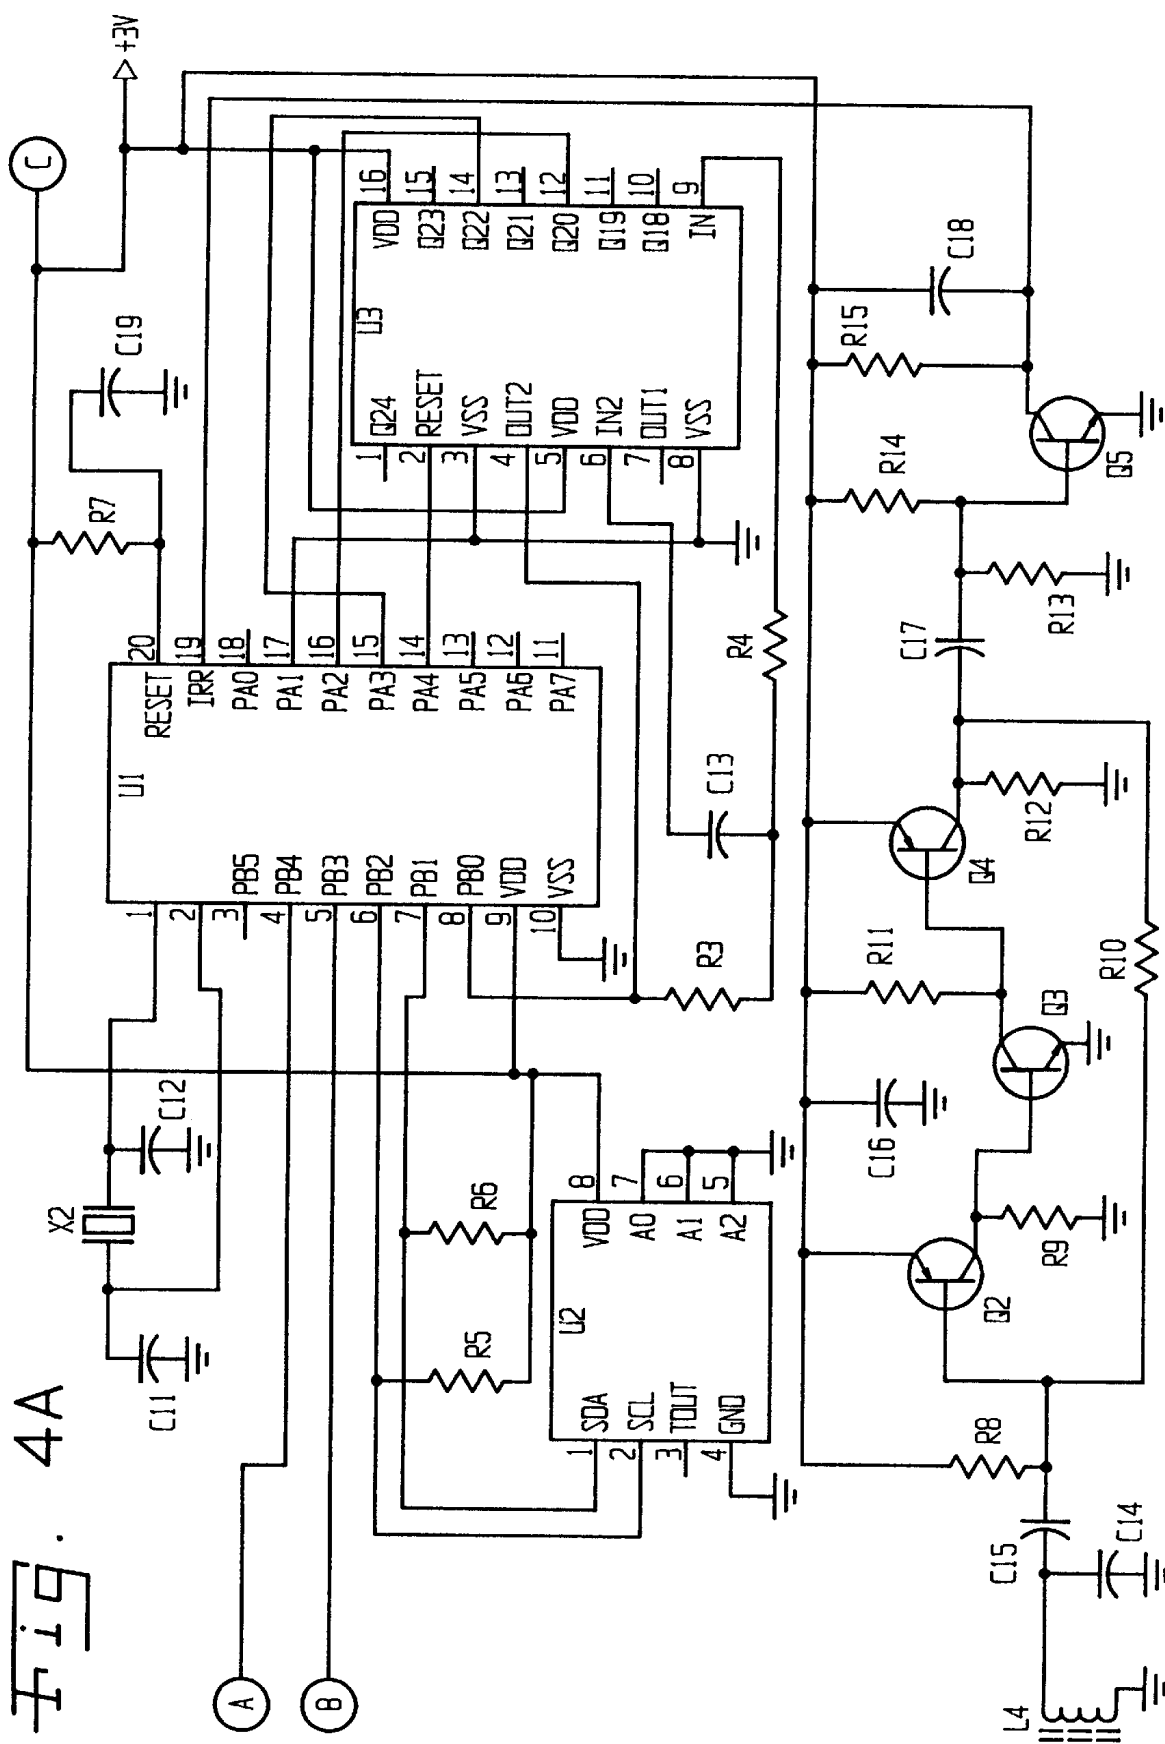 Fig. 4A
A
B
C
+3V
X2
C11
C12
R7
C19
U1
1
2
3 PB5
4 PB4
5 PB3
6 PB2
7 PB1
8 PB0
9 VDD
10 VSS
RESET 20
IRR 19
PA0 18
PA1 17
PA2 16
PA3 15
PA4 14
PA5 13
PA6 12
PA7 11
U3
1 Q24
2 RESET
3 VSS
4 OUT2
5 VDD
6 IN2
7 OUT1
8 VSS
VDD 16
Q23 15
Q22 14
Q21 13
Q20 12
Q19 11
Q18 10
IN 9
R5
R6
U2
1 SDA
2 SCL
3 TOUT
4 GND
VDD 8
A0 7
A1 6
A2 5
R3
C13
R4
L4
C14
C15
R8
Q2
R9
C16
Q3
R11
R10
Q4
R12
C17
R13
R14
Q5
R15
C18